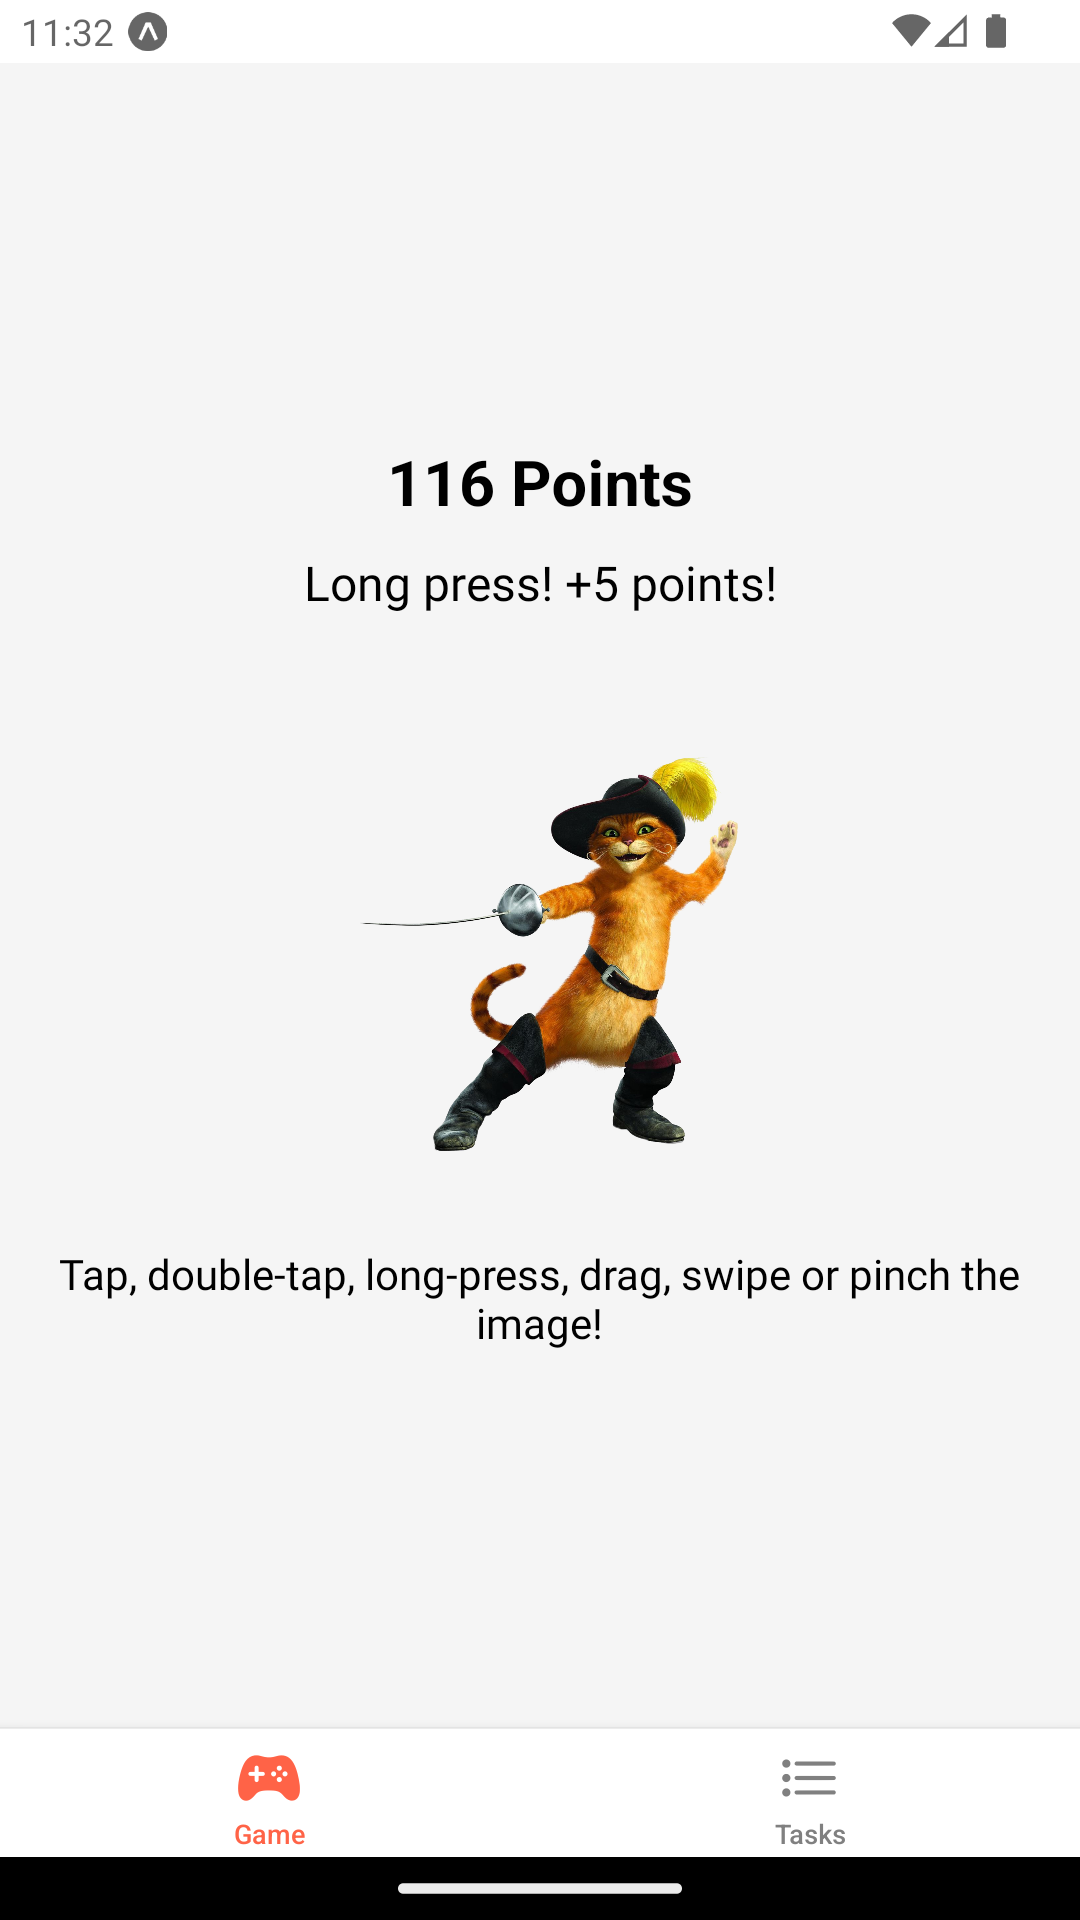 11:32
116 Points
Long press! +5 points!
Tap, double-tap, long-press, drag, swipe or pinch the
image!
Game
Tasks